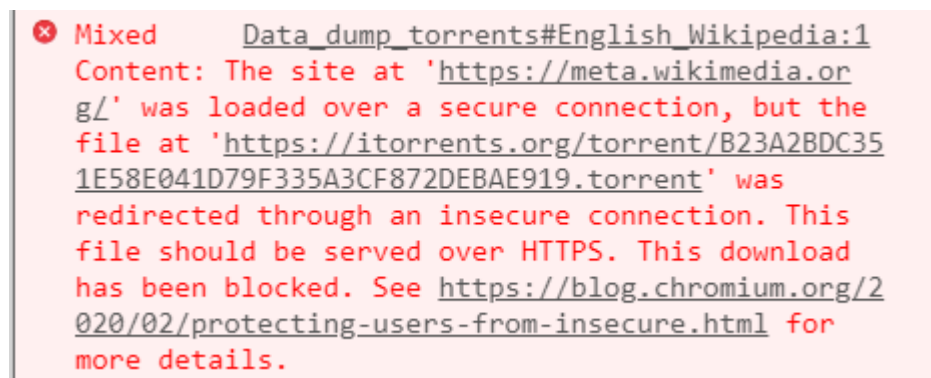 Mixed Data_dump_torrents#English_Wikipedia:1
Content: The site at 'https://meta.wikimedia.or
g/' was loaded over a secure connection, but the
file at 'https://itorrents.org/torrent/B23A2BDC35
1E58E041D79F335A3CF872DEBAE919.torrent' was
redirected through an insecure connection. This
file should be served over HTTPS. This download
has been blocked. See https://blog.chromium.org/2
020/02/protecting-users-from-insecure.html for
more details.